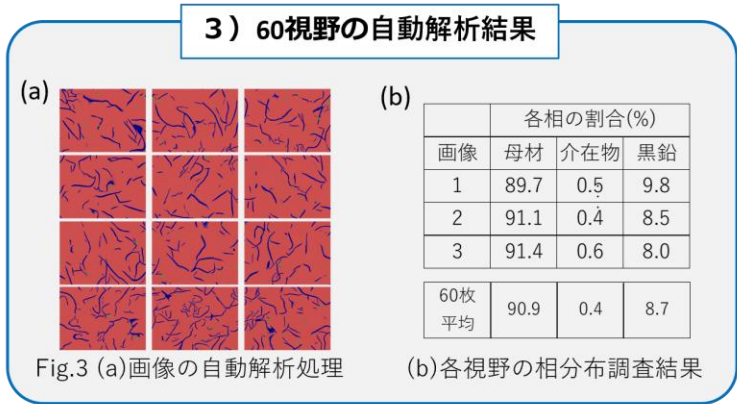 3）60視野の自動解析結果
(a)
(b)
各相の割合(%)
画像 母材 介在物 黒鉛
1 89.7 0.5 9.8
2 91.1 0.4 8.5
3 91.4 0.6 8.0
60枚
平均 90.9 0.4 8.7
Fig.3 (a)画像の自動解析処理
(b)各視野の相分布調査結果